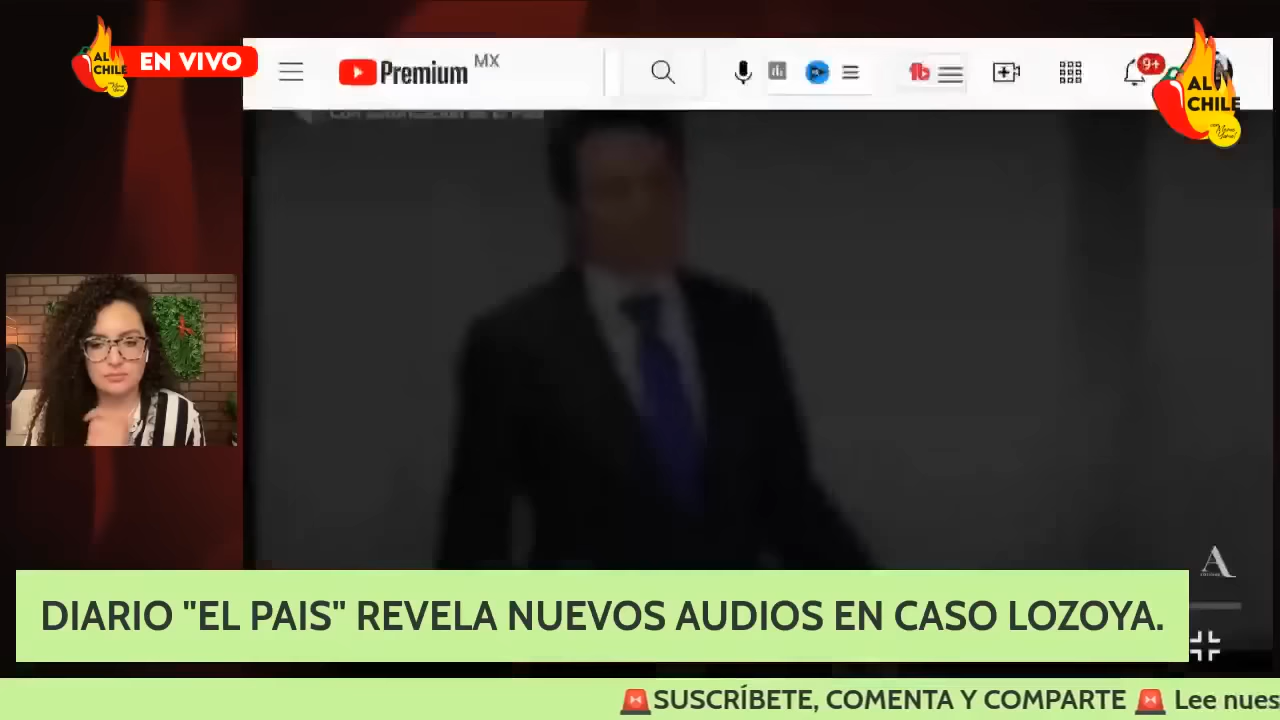 AL CHILE
EN VIVO
Premium MX
9+
AL CHILE
A
DIARIO "EL PAIS" REVELA NUEVOS AUDIOS EN CASO LOZOYA.
🚨SUSCRÍBETE, COMENTA Y COMPARTE 🚨 Lee nues